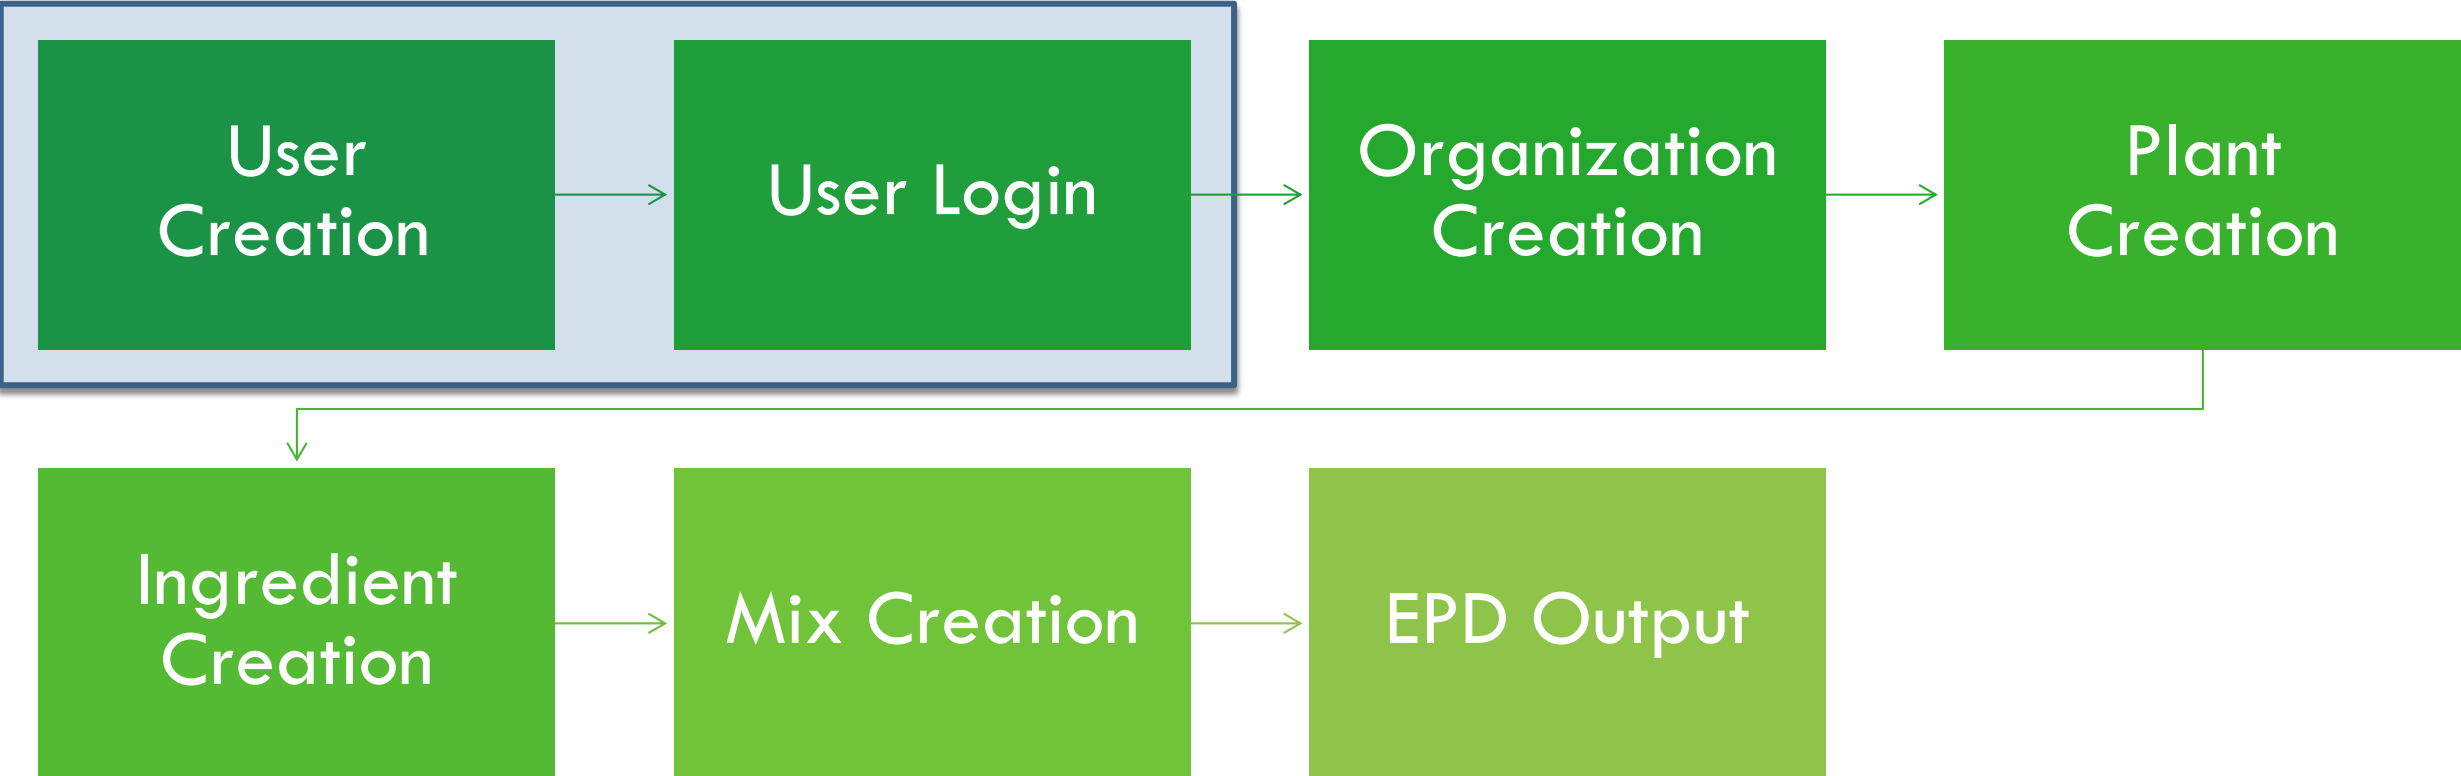 User
Creation
User Login
Organization
Creation
Plant
Creation
Ingredient
Creation
Mix Creation
EPD Output